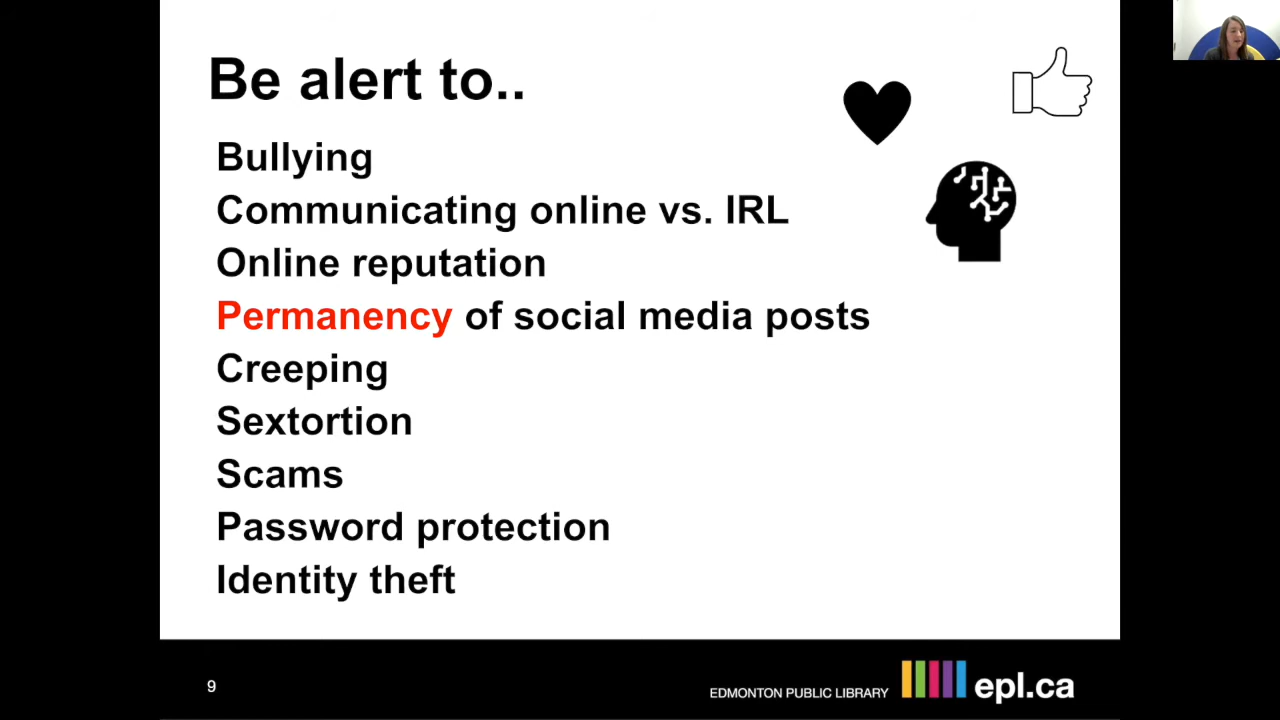 Be alert to..
Bullying
Communicating online vs. IRL
Online reputation
Permanency of social media posts
Creeping
Sextortion
Scams
Password protection
Identity theft
9
EDMONTON PUBLIC LIBRARY epl.ca